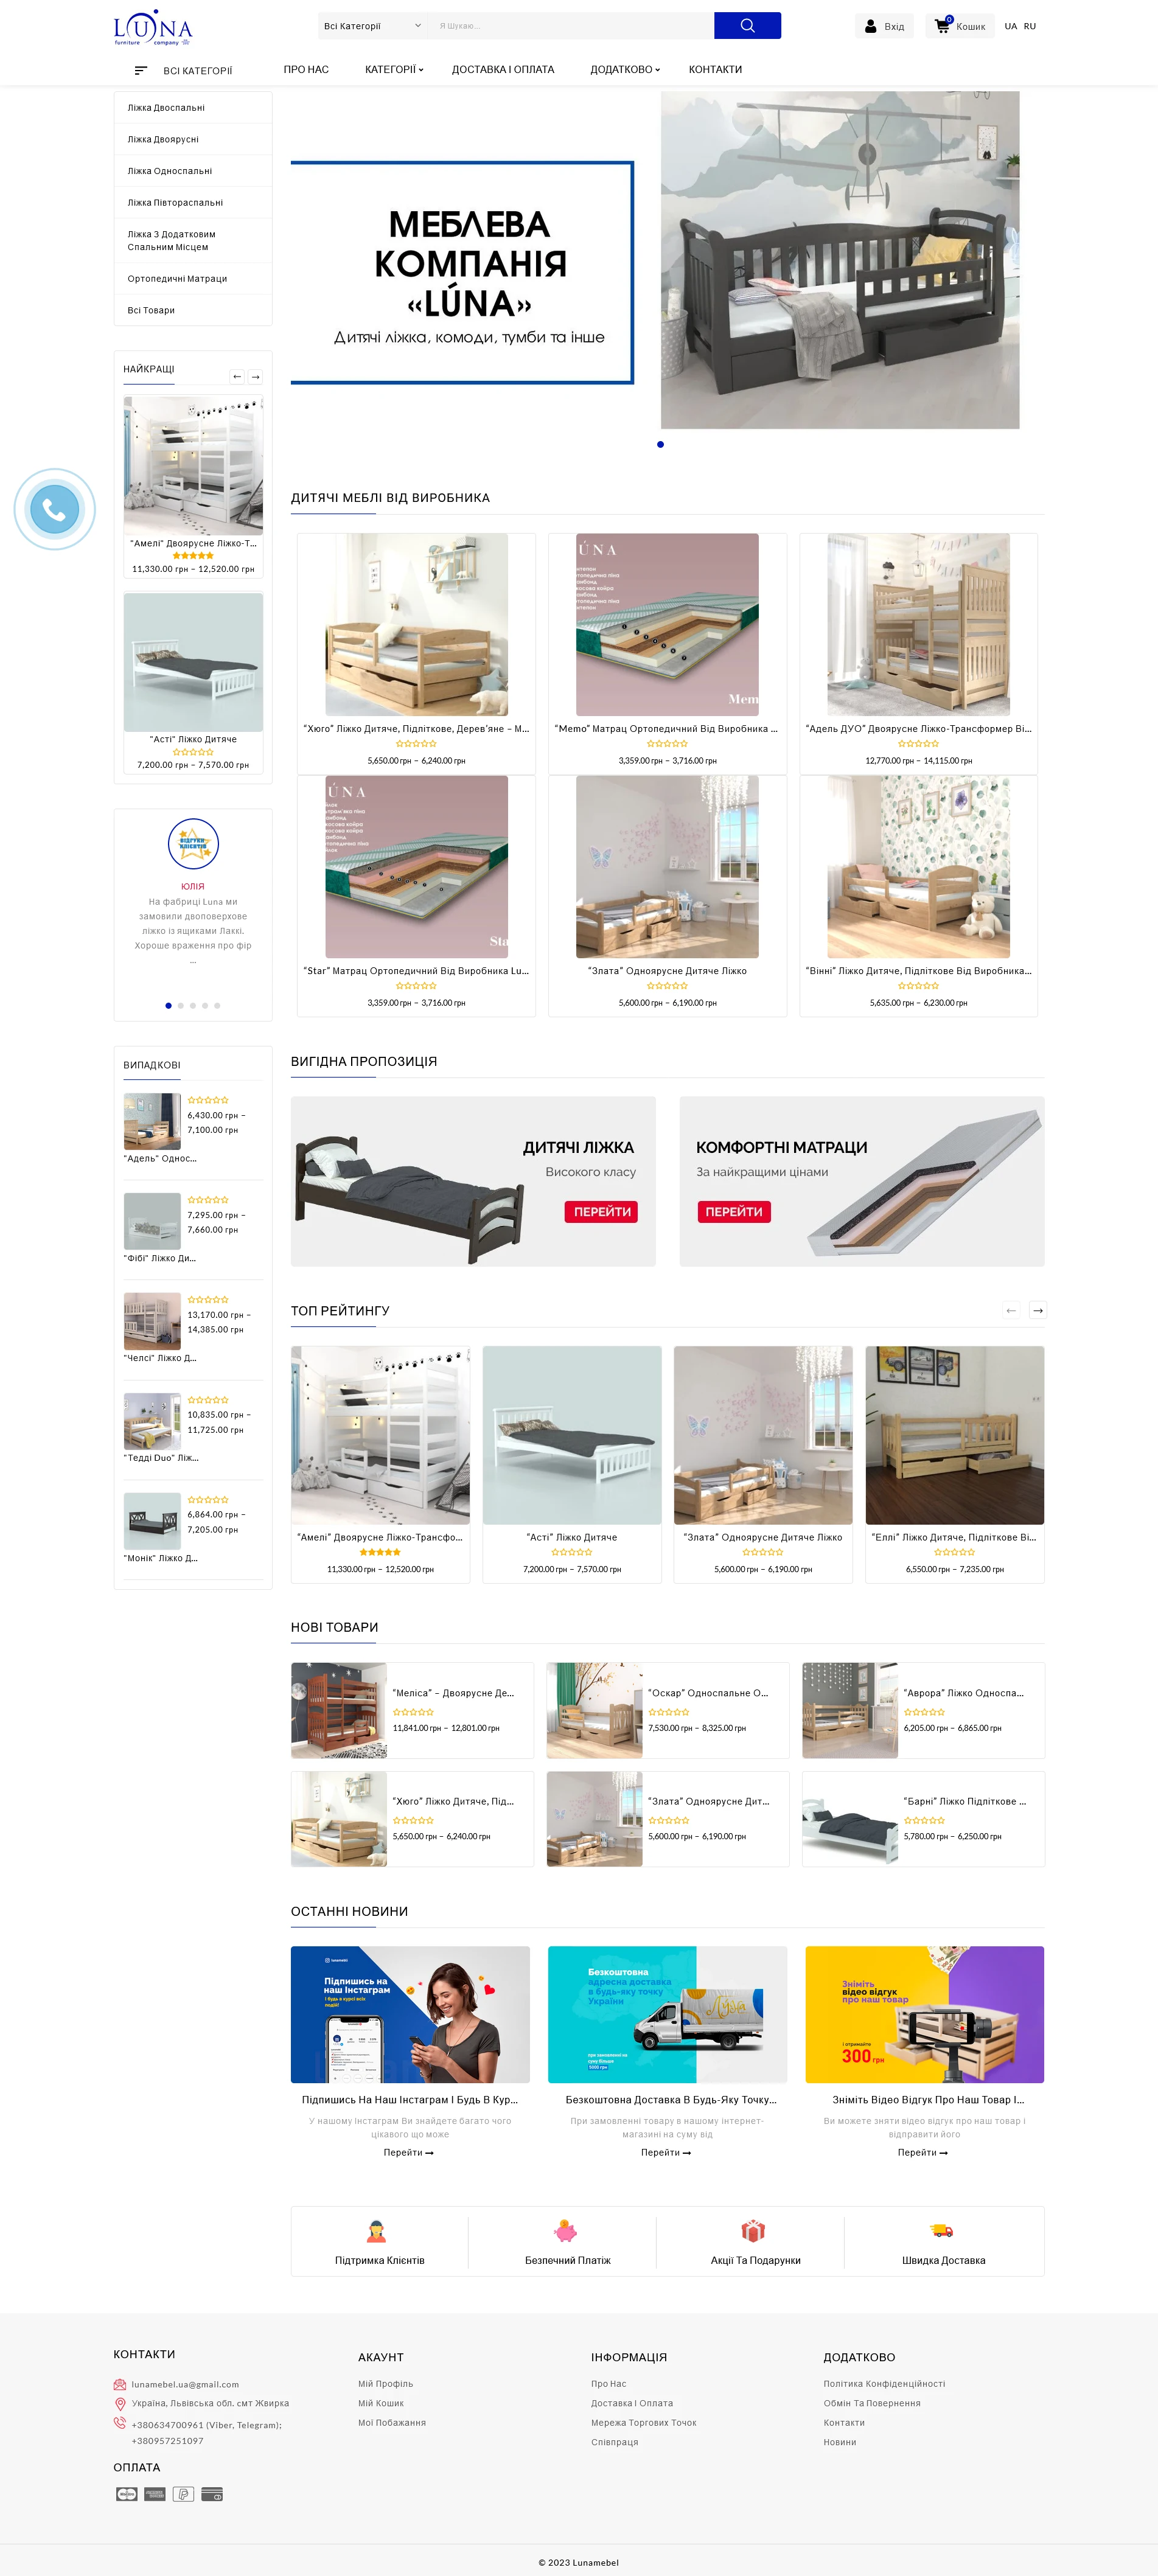 LUNA
furniture company
Всі Категорії
Я Шукаю...
Вхід
0
Кошик
UA RU
ВСІ КАТЕГОРІЇ
ПРО НАС
КАТЕГОРІЇ
ДОСТАВКА І ОПЛАТА
ДОДАТКОВО
КОНТАКТИ
Ліжка Двоспальні
Ліжка Двоярусні
Ліжка Односпальні
Ліжка Півтораспальні
Ліжка З Додатковим
Спальним Місцем
Ортопедичні Матраци
Всі Товари
МЕБЛЕВА
КОМПАНІЯ
«LÚNA»
Дитячі ліжка, комоди, тумби та інше
НАЙКРАЩІ
"Амелі" Двоярусне Ліжко-Т...
11,330.00 грн – 12,520.00 грн
"Асті" Ліжко Дитяче
7,200.00 грн – 7,570.00 грн
ВІДГУКИ
КЛІЄНТІВ
ЮЛІЯ
На фабриці Luna ми
замовили двоповерхове
ліжко із ящиками Лаккі.
Хороше враження про фір
...
ВИПАДКОВІ
6,430.00 грн –
7,100.00 грн
"Адель" Однос...
7,295.00 грн –
7,660.00 грн
"Фібі" Ліжко Ди...
13,170.00 грн –
14,385.00 грн
"Челсі" Ліжко Д...
10,835.00 грн –
11,725.00 грн
"Тедді Duo" Ліж...
6,864.00 грн –
7,205.00 грн
"Монік" Ліжко Д...
ДИТЯЧІ МЕБЛІ ВІД ВИРОБНИКА
"Хюго" Ліжко Дитяче, Підліткове, Дерев'яне – М...
5,650.00 грн – 6,240.00 грн
ÚNA
Memo
"Memo" Матрац Ортопедичний Від Виробника ...
3,359.00 грн – 3,716.00 грн
"Адель ДУО" Двоярусне Ліжко-Трансформер Ві...
12,770.00 грн – 14,115.00 грн
ÚNA
Sta
"Star" Матрац Ортопедичний Від Виробника Lu...
3,359.00 грн – 3,716.00 грн
"Злата" Одноярусне Дитяче Ліжко
5,600.00 грн – 6,190.00 грн
"Вінні" Ліжко Дитяче, Підліткове Від Виробника...
5,635.00 грн – 6,230.00 грн
ВИГІДНА ПРОПОЗИЦІЯ
ДИТЯЧІ ЛІЖКА
Високого класу
ПЕРЕЙТИ
КОМФОРТНІ МАТРАЦИ
За найкращими цінами
ПЕРЕЙТИ
ТОП РЕЙТИНГУ
"Амелі" Двоярусне Ліжко-Трансфо...
11,330.00 грн – 12,520.00 грн
"Асті" Ліжко Дитяче
7,200.00 грн – 7,570.00 грн
"Злата" Одноярусне Дитяче Ліжко
5,600.00 грн – 6,190.00 грн
"Еллі" Ліжко Дитяче, Підліткове Ві...
6,550.00 грн – 7,235.00 грн
НОВІ ТОВАРИ
"Меліса" – Двоярусне Де...
11,841.00 грн – 12,801.00 грн
"Оскар" Односпальне О...
7,530.00 грн – 8,325.00 грн
"Аврора" Ліжко Односпа...
6,205.00 грн – 6,865.00 грн
"Хюго" Ліжко Дитяче, Під...
5,650.00 грн – 6,240.00 грн
"Злата" Одноярусне Дит...
5,600.00 грн – 6,190.00 грн
"Барні" Ліжко Підліткове ...
5,780.00 грн – 6,250.00 грн
ОСТАННІ НОВИНИ
Підпишись на
наш Інстаграм
І будь в курсі всіх
подій!
Підпишись На Наш Інстаграм І Будь В Кур...
У нашому Інстаграм Ви знайдете багато чого
цікавого що може
Перейти
Безкоштовна
адресна доставка
в будь-яку точку
України
при замовленні на
суму більше
5000 грн
Безкоштовна Доставка В Будь-Яку Точку...
При замовленні товару в нашому інтернет-
магазині на суму від
Перейти
Зніміть
відео відгук
про наш товар
і отримайте
300 грн
Зніміть Відео Відгук Про Наш Товар І...
Ви можете зняти відео відгук про наш товар і
відправити його
Перейти
Підтримка Клієнтів
Безпечний Платіж
Акції Та Подарунки
Швидка Доставка
КОНТАКТИ
lunamebel.ua@gmail.com
Україна, Львівська обл. смт Жвирка
+380634700961 (Viber, Telegram);
+380957251097
ОПЛАТА
АКАУНТ
Мій Профіль
Мій Кошик
Мої Побажання
ІНФОРМАЦІЯ
Про Нас
Доставка І Оплата
Мережа Торгових Точок
Співпраця
ДОДАТКОВО
Політика Конфіденційності
Обмін Та Повернення
Контакти
Новини
© 2023 Lunamebel